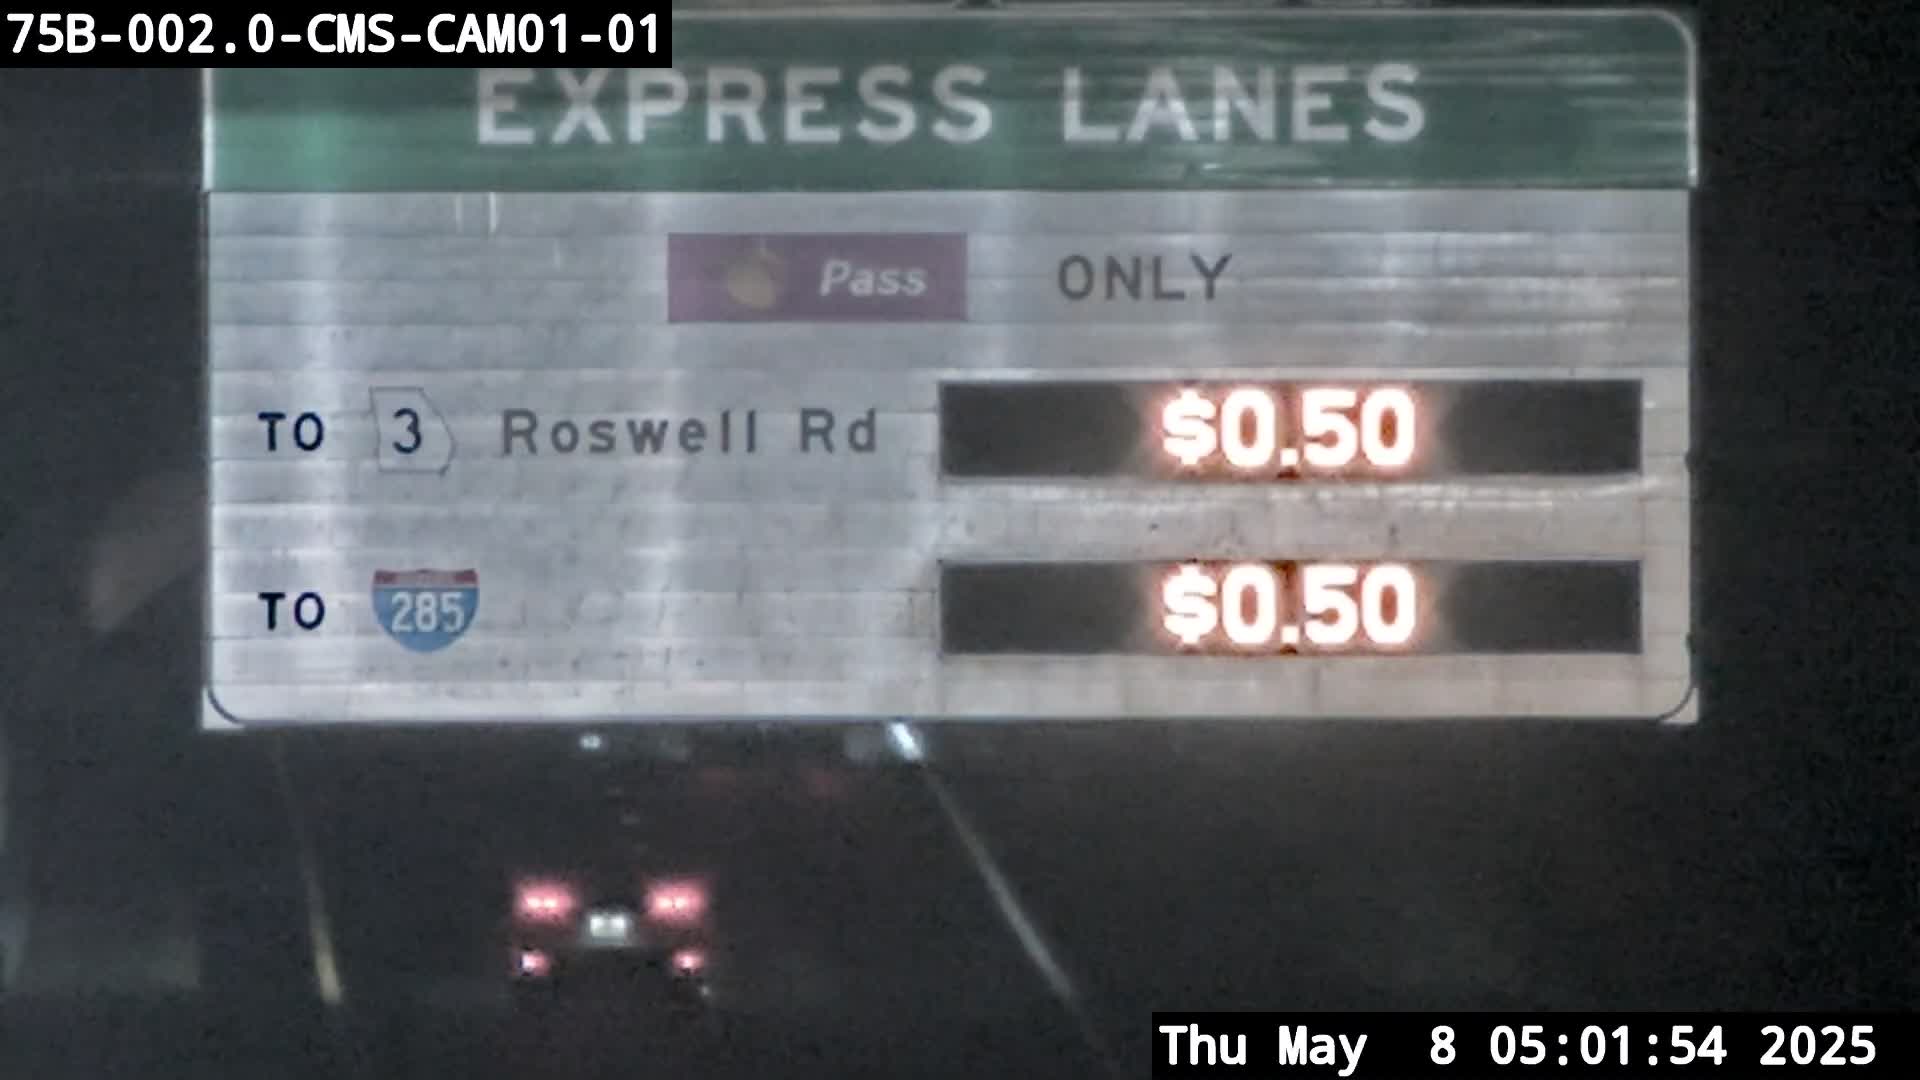 75B-002.0-CMS-CAM01-01
EXPRESS LANES
Pass ONLY
TO 3 Roswell Rd $0.50
TO 285 $0.50
Thu May 8 05:01:54 2025